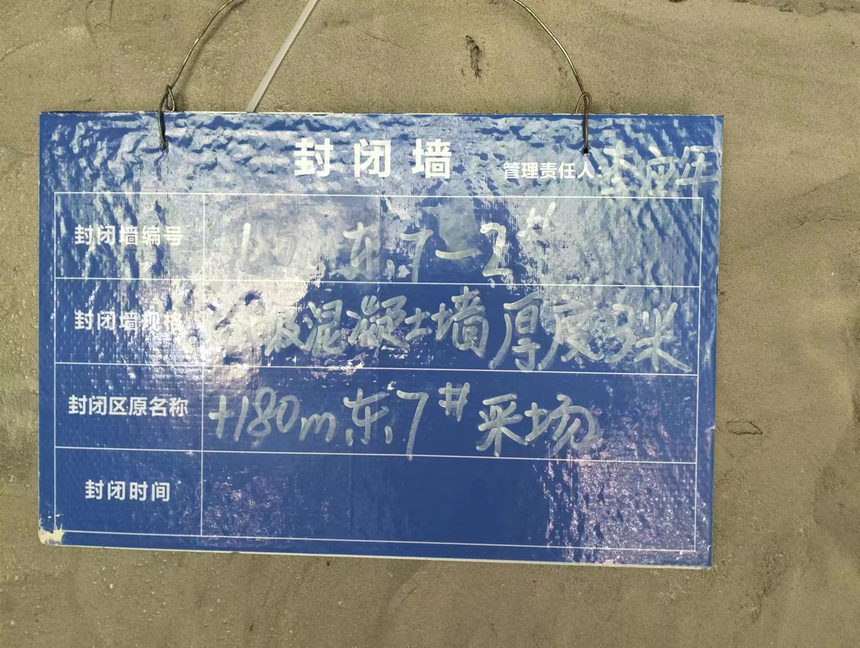 封闭墙
管理责任人:
封闭墙编号 东7-2#
封闭墙规格 混凝土墙厚度3米
封闭区原名称 +180m东7#采场
封闭时间